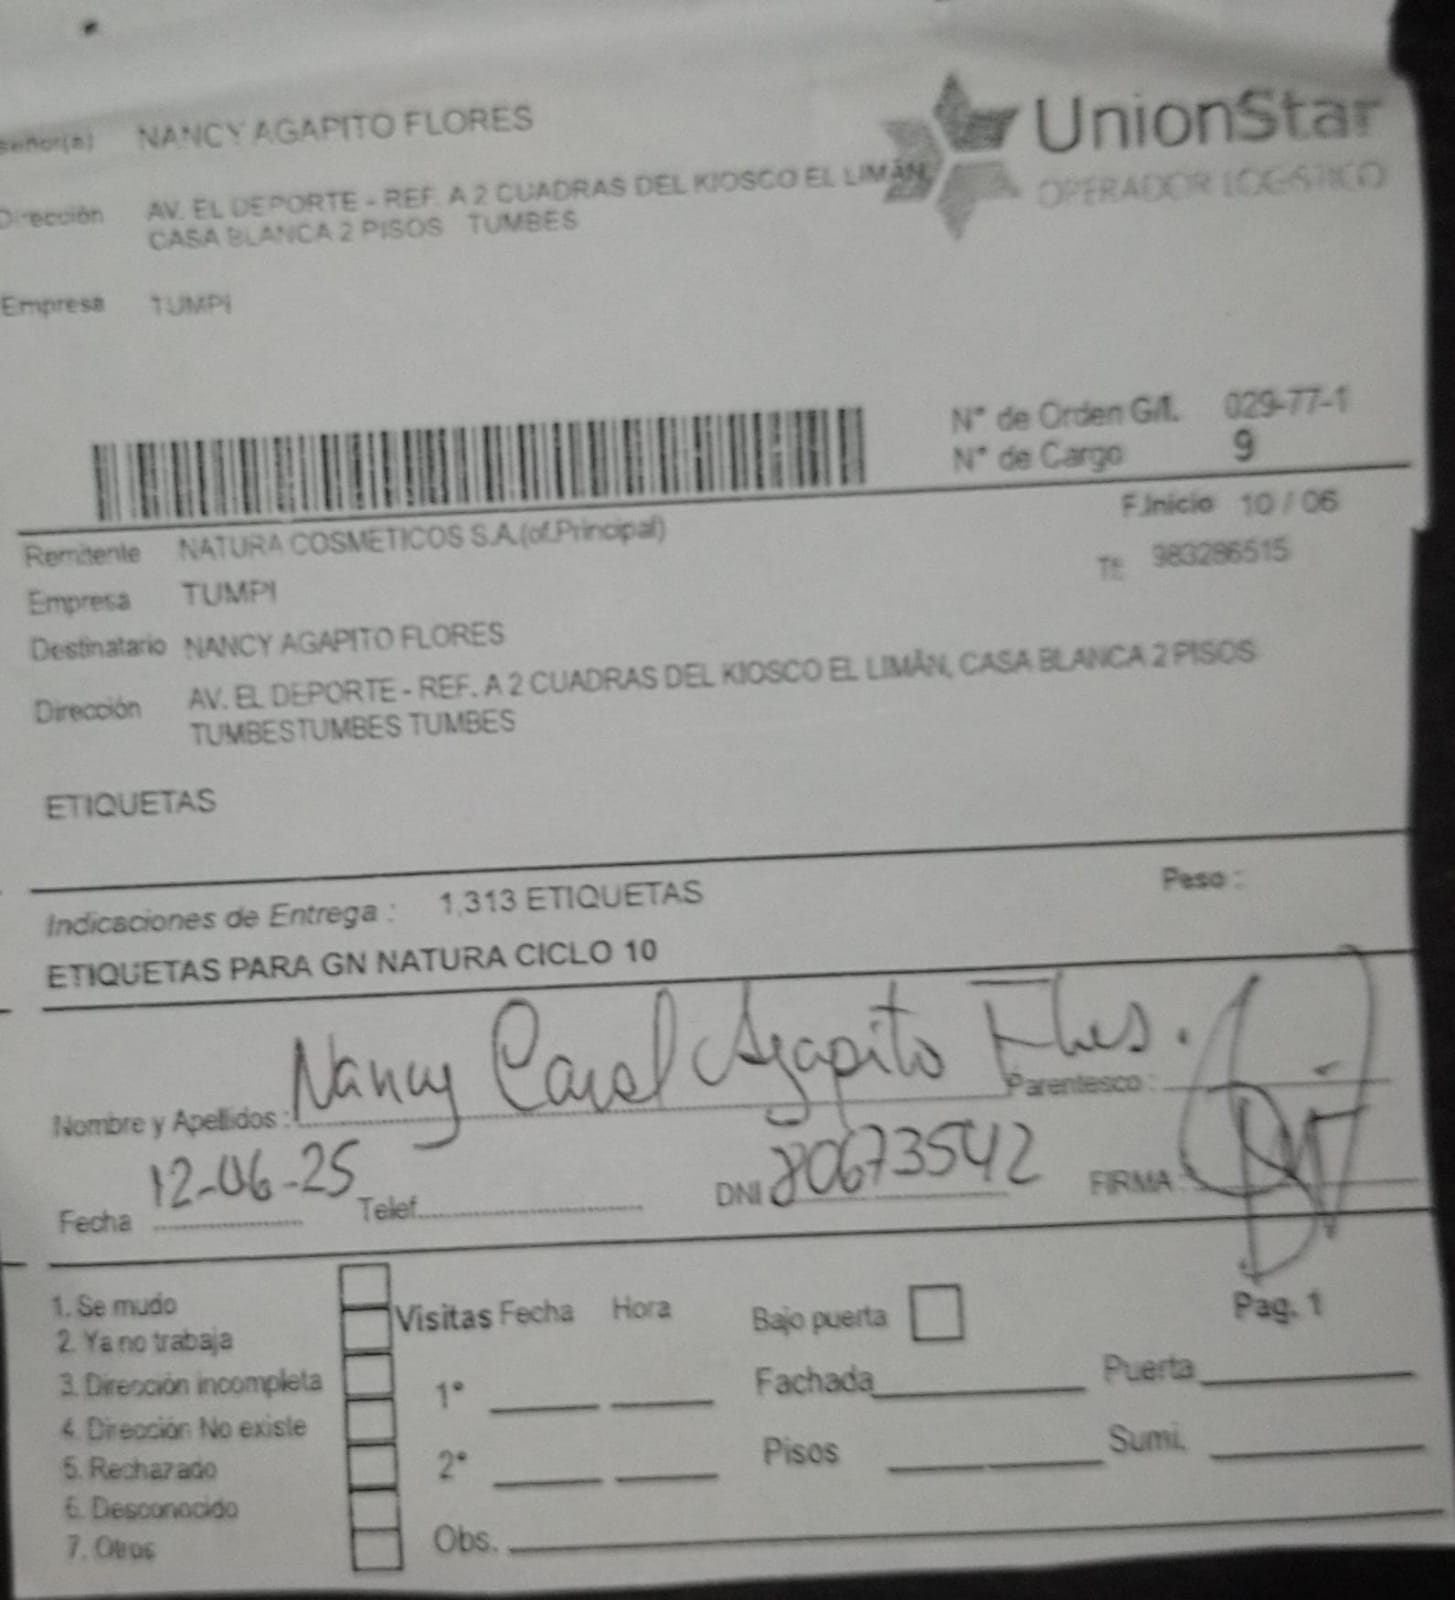 Señor(a) NANCY AGAPITO FLORES
UnionStar
OPERADOR LOGISTICO
Dirección AV. EL DEPORTE - REF. A 2 CUADRAS DEL KIOSCO EL LIMÁN,
CASA BLANCA 2 PISOS TUMBES
Empresa TUMPI
N° de Orden G/I. 029-77-1
N° de Cargo 9
F.Inicio 10 / 06
Remitente NATURA COSMETICOS S.A.(of.Principal)
Tf: 983286515
Empresa TUMPI
Destinatario NANCY AGAPITO FLORES
Dirección AV. EL DEPORTE - REF. A 2 CUADRAS DEL KIOSCO EL LIMÁN, CASA BLANCA 2 PISOS
TUMBESTUMBES TUMBES
ETIQUETAS
Indicaciones de Entrega : 1,313 ETIQUETAS Peso :
ETIQUETAS PARA GN NATURA CICLO 10
Nombre y Apellidos : Nancy Carol Agapito Flores. Parentesco :
Fecha 12-06-25 Telef. DNI 80673542 FIRMA :
1. Se mudo
2. Ya no trabaja
3. Dirección incompleta
4. Dirección No existe
5. Rechazado
6. Desconocido
7. Otros
Visitas Fecha Hora Bajo puerta Pag. 1
1° Fachada Puerta
2° Pisos Sumi.
Obs.